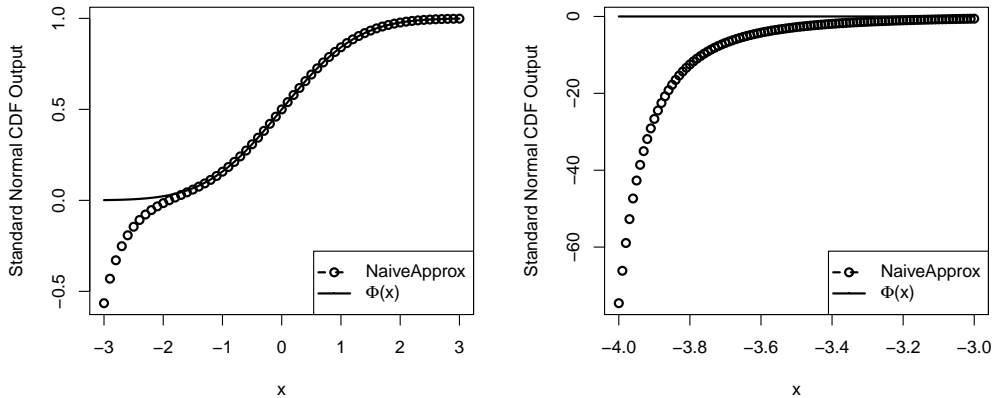 Standard Normal CDF Output
1.0
0.5
0.0
−0.5
−3
−2
−1
0
1
2
3
x
NaiveApprox
Φ(x)
Standard Normal CDF Output
0
−20
−40
−60
−4.0
−3.8
−3.6
−3.4
−3.2
−3.0
x
NaiveApprox
Φ(x)